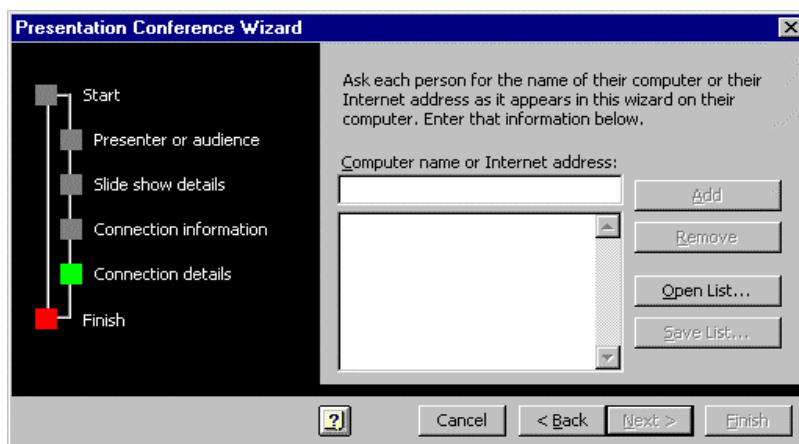 Presentation Conference Wizard
Start
Presenter or audience
Slide show details
Connection information
Connection details
Finish
Ask each person for the name of their computer or their
Internet address as it appears in this wizard on their
computer. Enter that information below.
Computer name or Internet address:
Add
Remove
Open List...
Save List...
Cancel
< Back
Next >
Finish